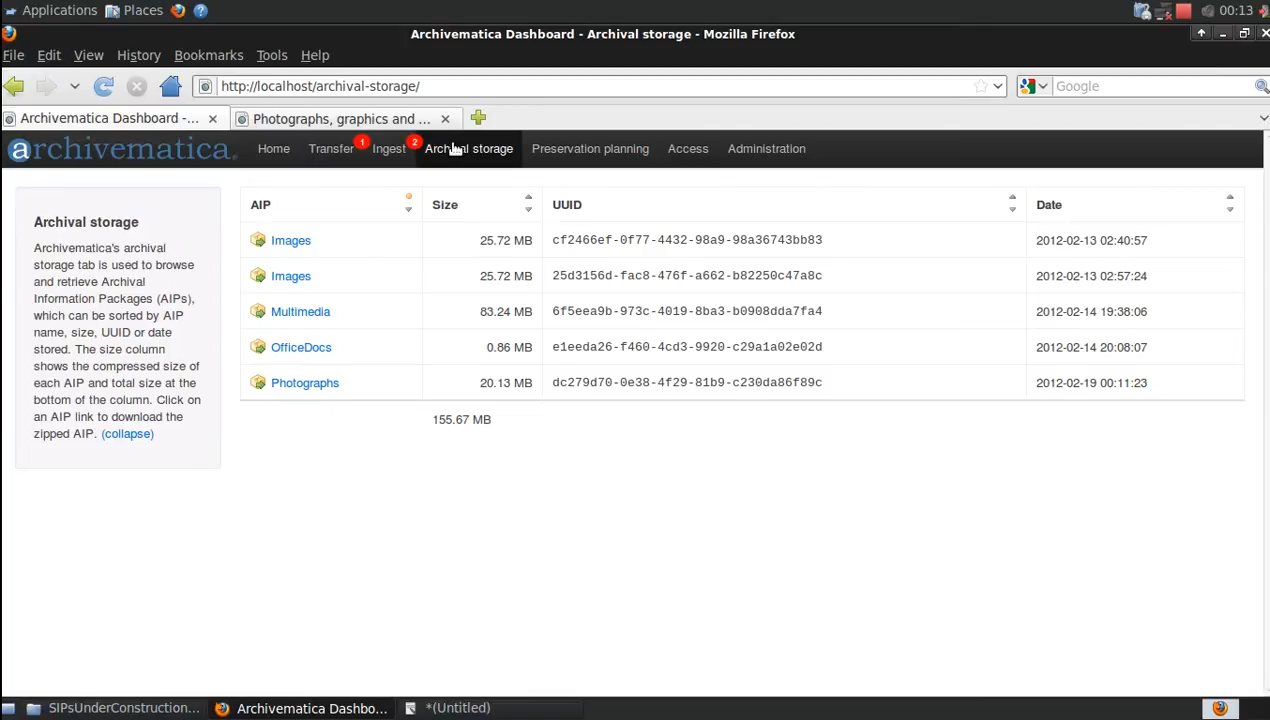 Applications Places 00:13
Archivematica Dashboard - Archival storage - Mozilla Firefox
File Edit View History Bookmarks Tools Help
http://localhost/archival-storage/ Google
Archivematica Dashboard -... Photographs, graphics and ...
archivematica. Home Transfer 1 Ingest 2 Archival storage Preservation planning Access Administration
Archival storage
Archivematica's archival
storage tab is used to browse
and retrieve Archival
Information Packages (AIPs),
which can be sorted by AIP
name, size, UUID or date
stored. The size column
shows the compressed size of
each AIP and total size at the
bottom of the column. Click on
an AIP link to download the
zipped AIP. (collapse)
AIP Size UUID Date
Images 25.72 MB cf2466ef-0f77-4432-98a9-98a36743bb83 2012-02-13 02:40:57
Images 25.72 MB 25d3156d-fac8-476f-a662-b82250c47a8c 2012-02-13 02:57:24
Multimedia 83.24 MB 6f5eea9b-973c-4019-8ba3-b0908dda7fa4 2012-02-14 19:38:06
OfficeDocs 0.86 MB e1eeda26-f460-4cd3-9920-c29a1a02e02d 2012-02-14 20:08:07
Photographs 20.13 MB dc279d70-0e38-4f29-81b9-c230da86f89c 2012-02-19 00:11:23
155.67 MB
SIPsUnderConstruction... Archivematica Dashbo... *(Untitled)